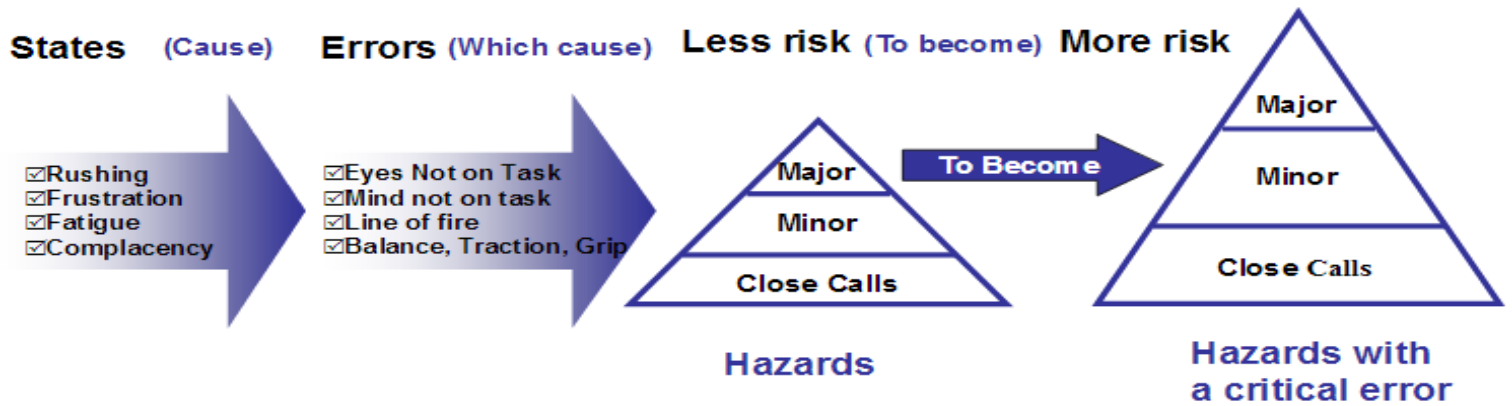 States (Cause) Errors (Which cause) Less risk (To become) More risk
☑Rushing
☑Frustration
☑Fatigue
☑Complacency
☑Eyes Not on Task
☑Mind not on task
☑Line of fire
☑Balance, Traction, Grip
Major
Minor
Close Calls
Hazards
To Become
Major
Minor
Close Calls
Hazards with
a critical error